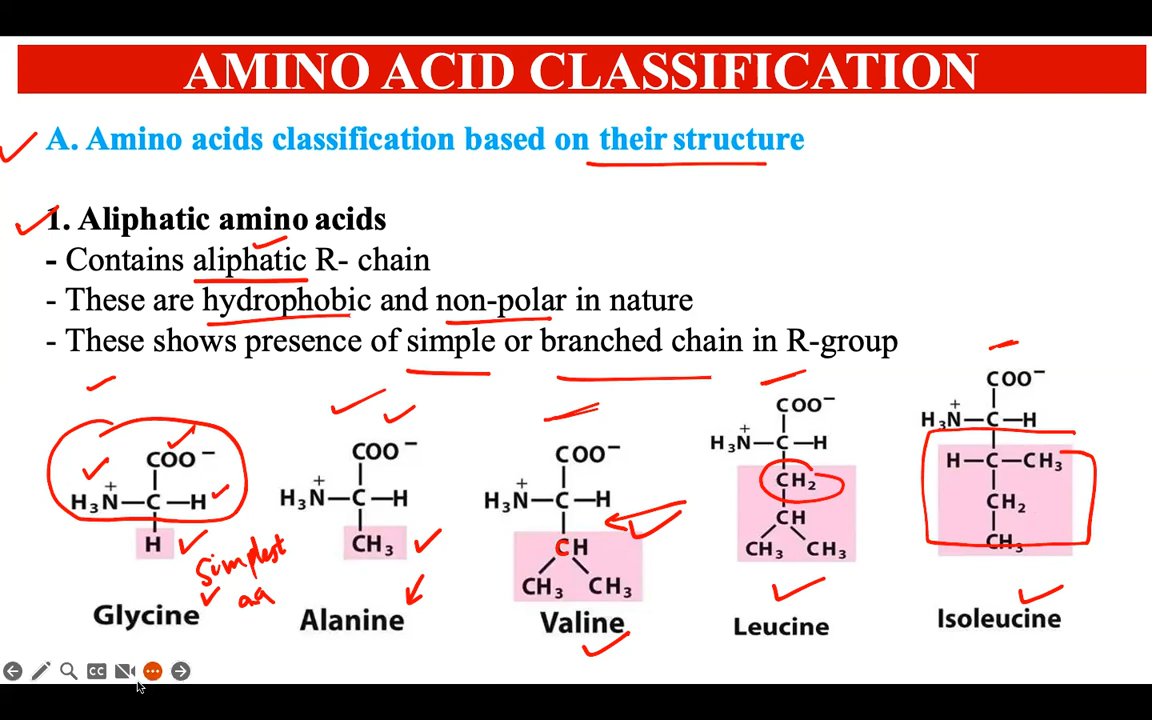 AMINO ACID CLASSIFICATION
A. Amino acids classification based on their structure
1. Aliphatic amino acids
- Contains aliphatic R- chain
- These are hydrophobic and non-polar in nature
- These shows presence of simple or branched chain in R-group
COO⁻
H₃N⁺—C—H
H
simplest
aa
Glycine
COO⁻
H₃N⁺—C—H
CH₃
Alanine
COO⁻
H₃N⁺—C—H
CH
CH₃ CH₃
Valine
COO⁻
H₃N⁺—C—H
CH₂
CH
CH₃ CH₃
Leucine
COO⁻
H₃N⁺—C—H
H—C—CH₃
CH₂
CH₃
Isoleucine
CC